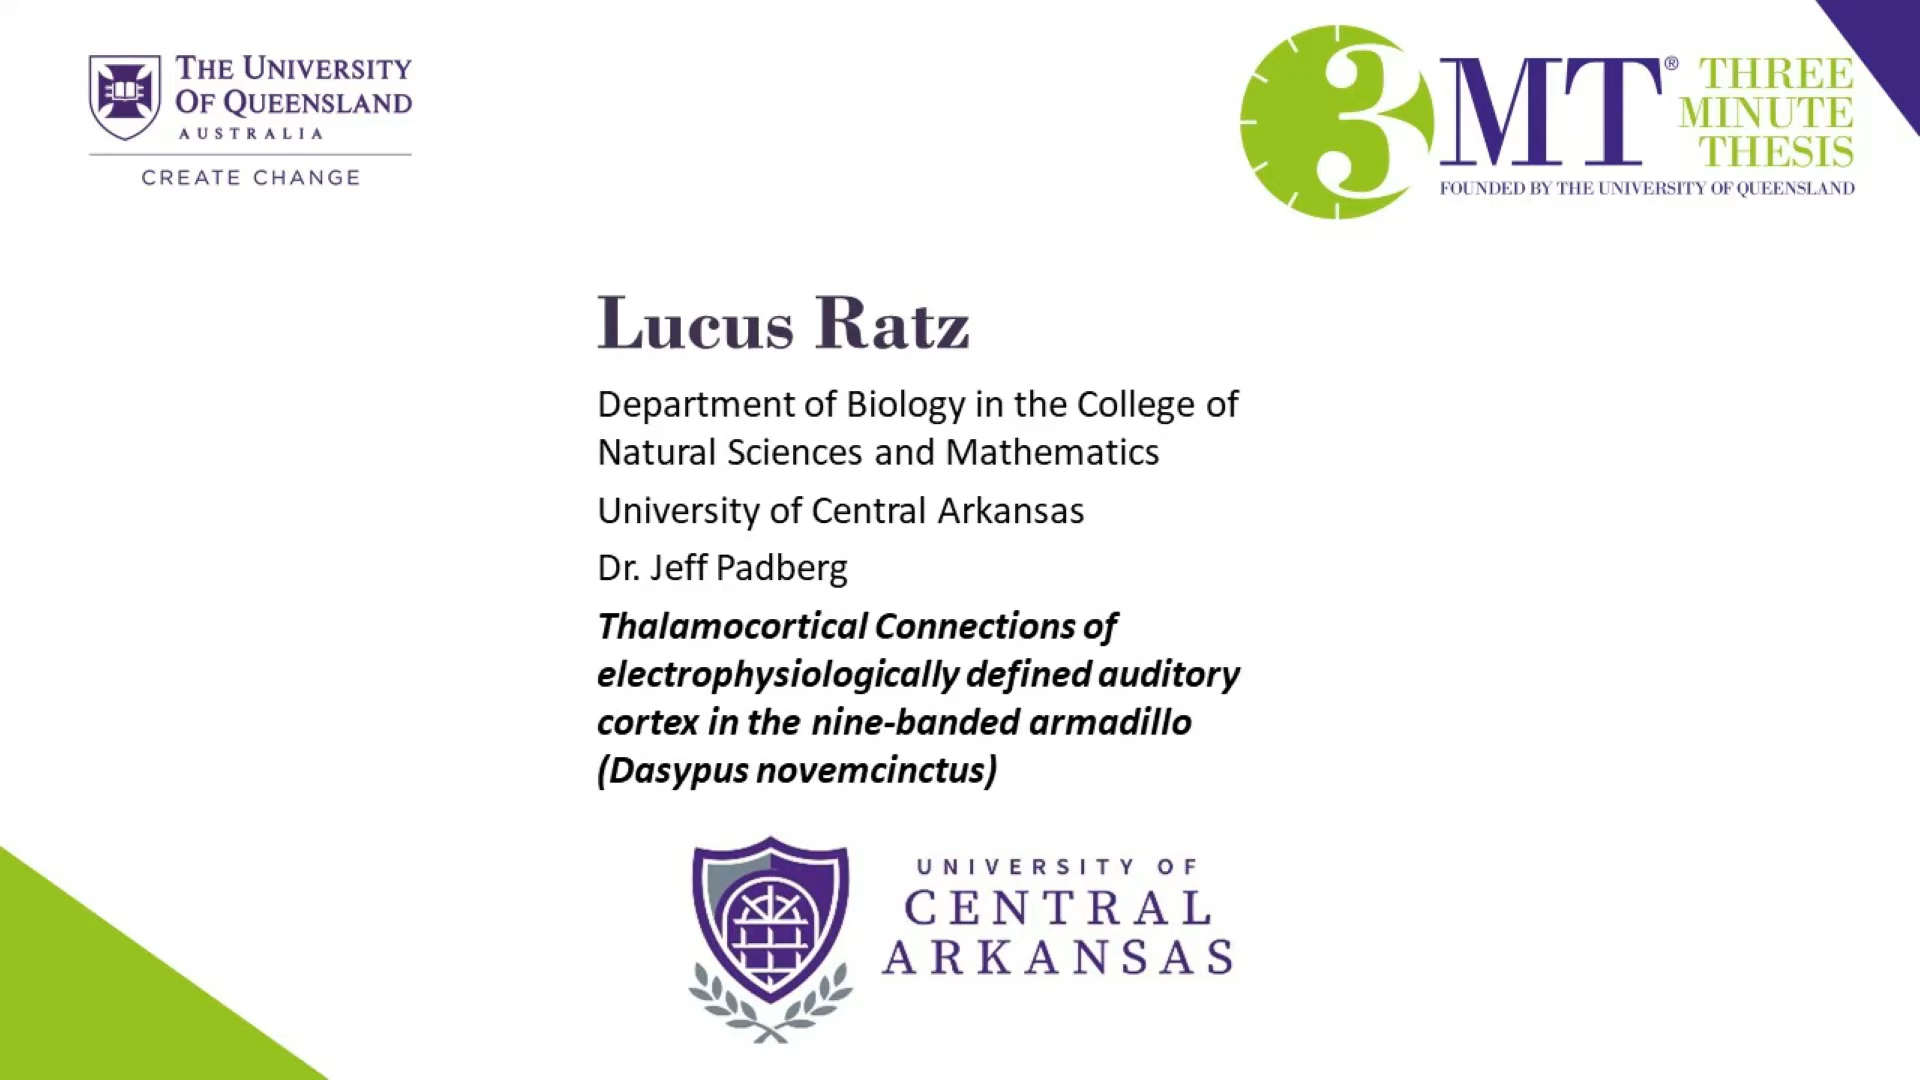 THE UNIVERSITY
OF QUEENSLAND
AUSTRALIA
CREATE CHANGE
3MT® THREE
MINUTE
THESIS
FOUNDED BY THE UNIVERSITY OF QUEENSLAND
Lucus Ratz
Department of Biology in the College of
Natural Sciences and Mathematics
University of Central Arkansas
Dr. Jeff Padberg
Thalamocortical Connections of
electrophysiologically defined auditory
cortex in the nine-banded armadillo
(Dasypus novemcinctus)
UNIVERSITY OF
CENTRAL
ARKANSAS